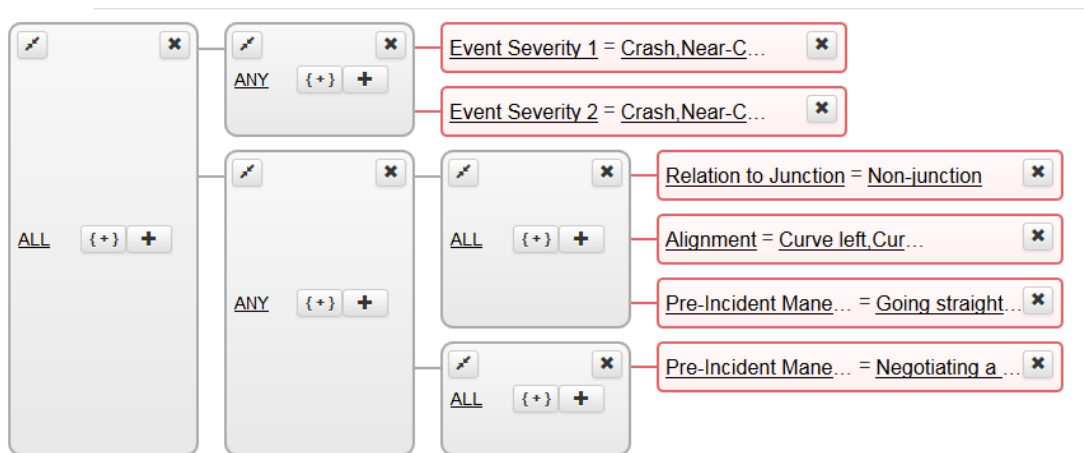 Event Severity 1 = Crash,Near-C...
ANY {+} +
Event Severity 2 = Crash,Near-C...
Relation to Junction = Non-junction
ALL {+} +
ALL {+} +
Alignment = Curve left,Cur...
ANY {+} +
Pre-Incident Mane... = Going straight...
Pre-Incident Mane... = Negotiating a ...
ALL {+} +